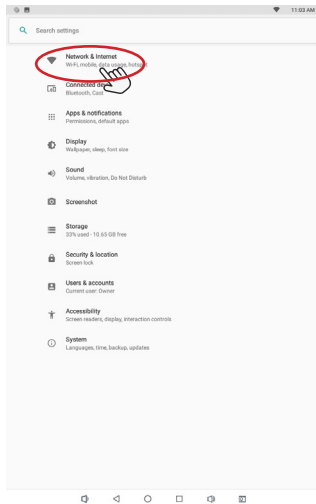 11:03 AM
Search settings
Network & Internet
Wi-Fi, mobile, data usage, hotspot
Connected de
Bluetooth, Cast
Apps & notifications
Permissions, default apps
Display
Wallpaper, sleep, font size
Sound
Volume, vibration, Do Not Disturb
Screenshot
Storage
33% used - 10.65 GB free
Security & location
Screen lock
Users & accounts
Current user: Owner
Accessibility
Screen readers, display, interaction controls
System
Languages, time, backup, updates